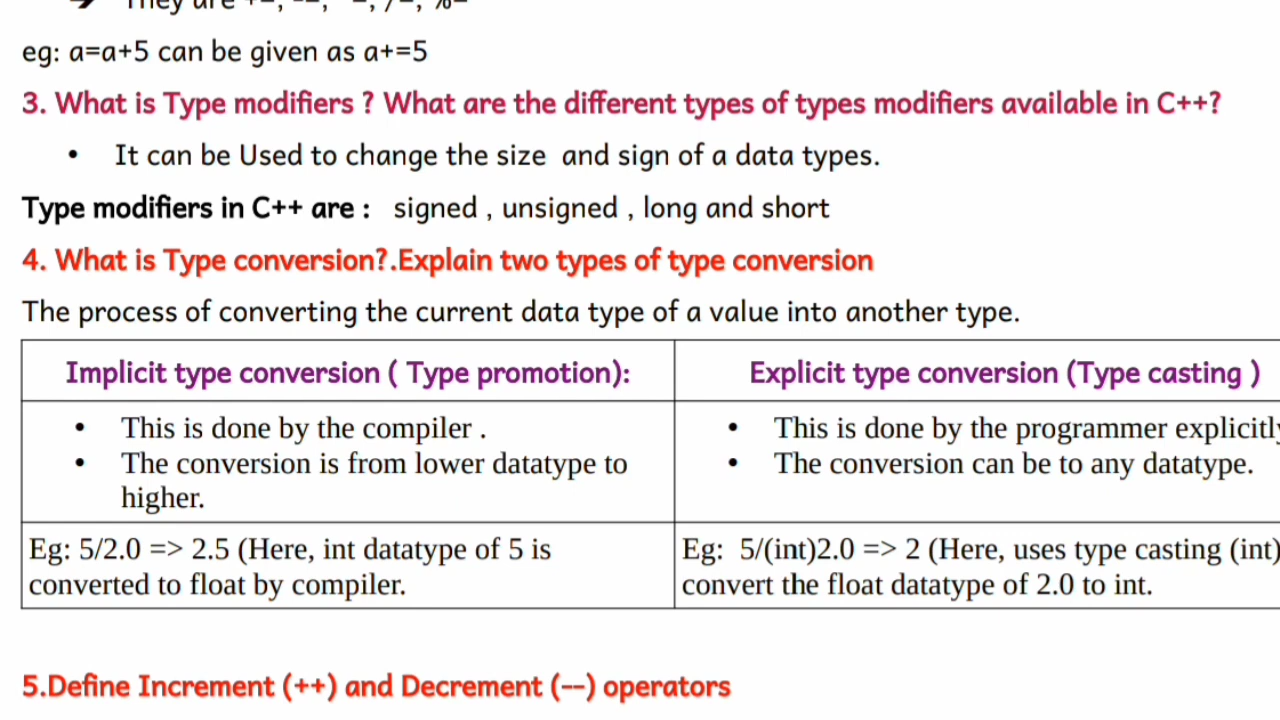 They are +=, -=, *=, /=, %=
eg: a=a+5 can be given as a+=5
3. What is Type modifiers ? What are the different types of types modifiers available in C++?
• It can be Used to change the size and sign of a data types.
Type modifiers in C++ are : signed , unsigned , long and short
4. What is Type conversion?.Explain two types of type conversion
The process of converting the current data type of a value into another type.
Implicit type conversion ( Type promotion):
Explicit type conversion (Type casting )
• This is done by the compiler .
• The conversion is from lower datatype to
higher.
• This is done by the programmer explicitly
• The conversion can be to any datatype.
Eg: 5/2.0 => 2.5 (Here, int datatype of 5 is
converted to float by compiler.
Eg: 5/(int)2.0 => 2 (Here, uses type casting (int)
convert the float datatype of 2.0 to int.
5.Define Increment (++) and Decrement (--) operators